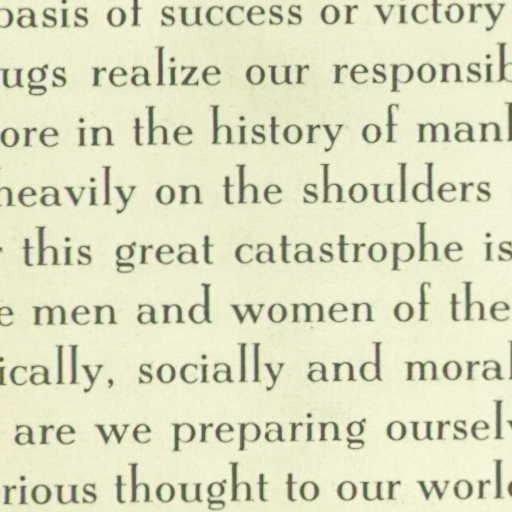 basis of success or victory
ugs realize our responsib
ore in the history of mank
heavily on the shoulders
this great catastrophe is
e men and women of the
ically, socially and moral
are we preparing ourselv
rious thought to our worl